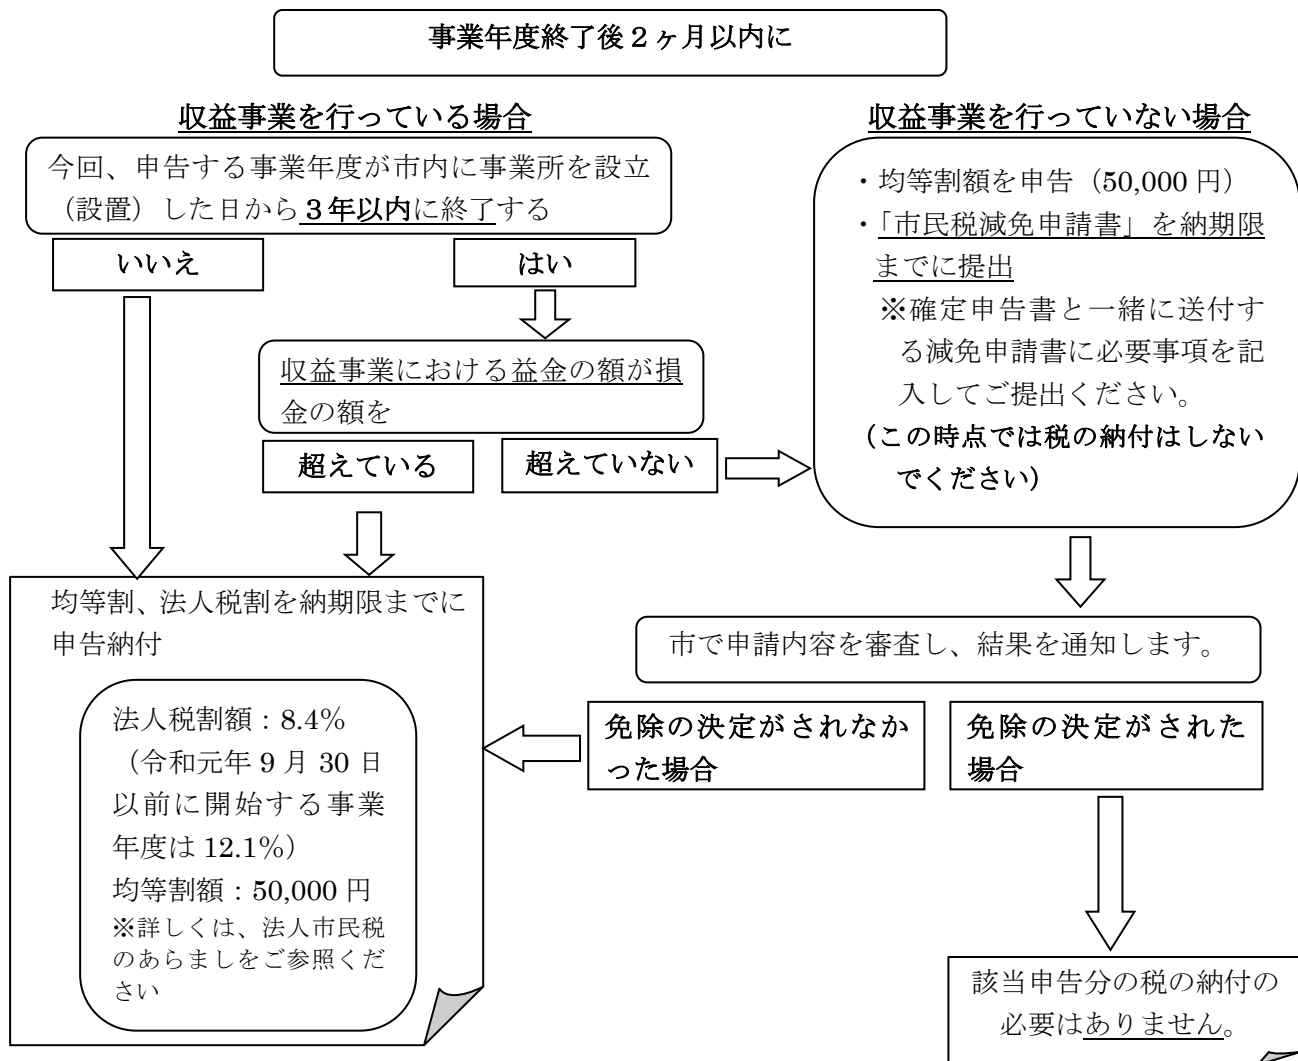 事業年度終了後２ヶ月以内に
収益事業を行っている場合
今回、申告する事業年度が市内に事業所を設立
（設置）した日から３年以内に終了する
いいえ
はい
収益事業における益金の額が損
金の額を
超えている
超えていない
収益事業を行っていない場合
・均等割額を申告（50,000 円）
・「市民税減免申請書」を納期限
までに提出
※確定申告書と一緒に送付す
る減免申請書に必要事項を記
入してご提出ください。
（この時点では税の納付はしない
でください）
均等割、法人税割を納期限までに
申告納付
法人税割額：8.4％
（令和元年 9 月 30 日
以前に開始する事業
年度は 12.1％）
均等割額：50,000 円
※詳しくは、法人市民税
のあらましをご参照くだ
さい
市で申請内容を審査し、結果を通知します。
免除の決定がされなか
った場合
免除の決定がされた
場合
該当申告分の税の納付の
必要はありません。